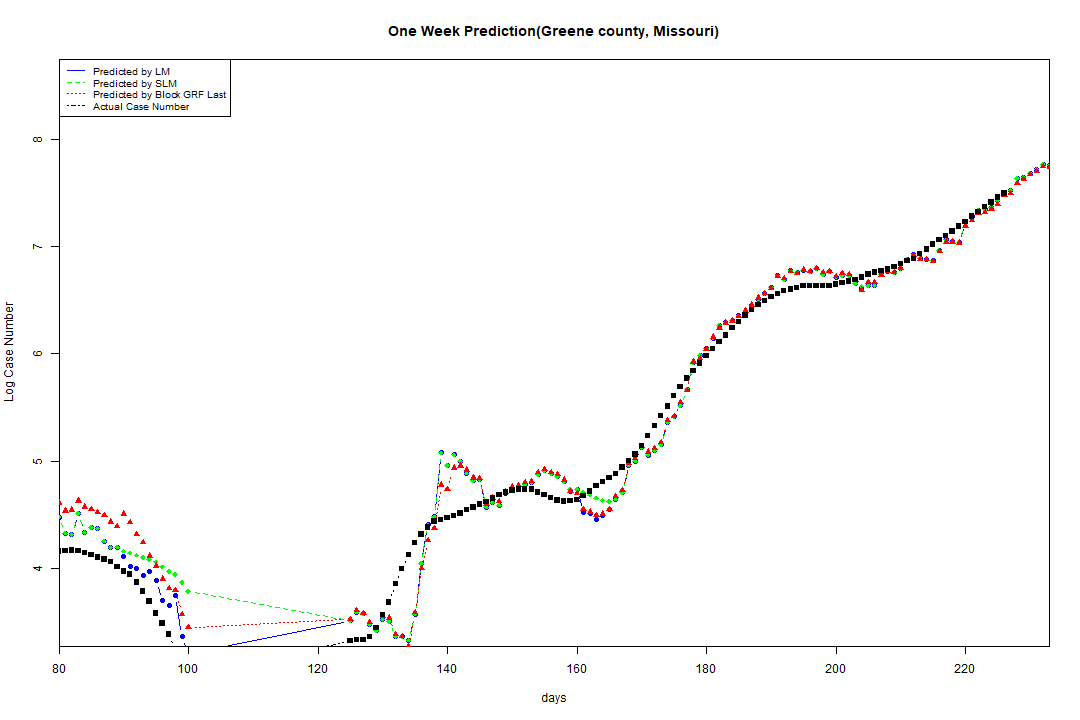 One Week Prediction(Greene county, Missouri)
Predicted by LM
Predicted by SLM
Predicted by Block GRF Last
Actual Case Number
8
7
6
5
4
Log Case Number
80 100 120 140 160 180 200 220
days